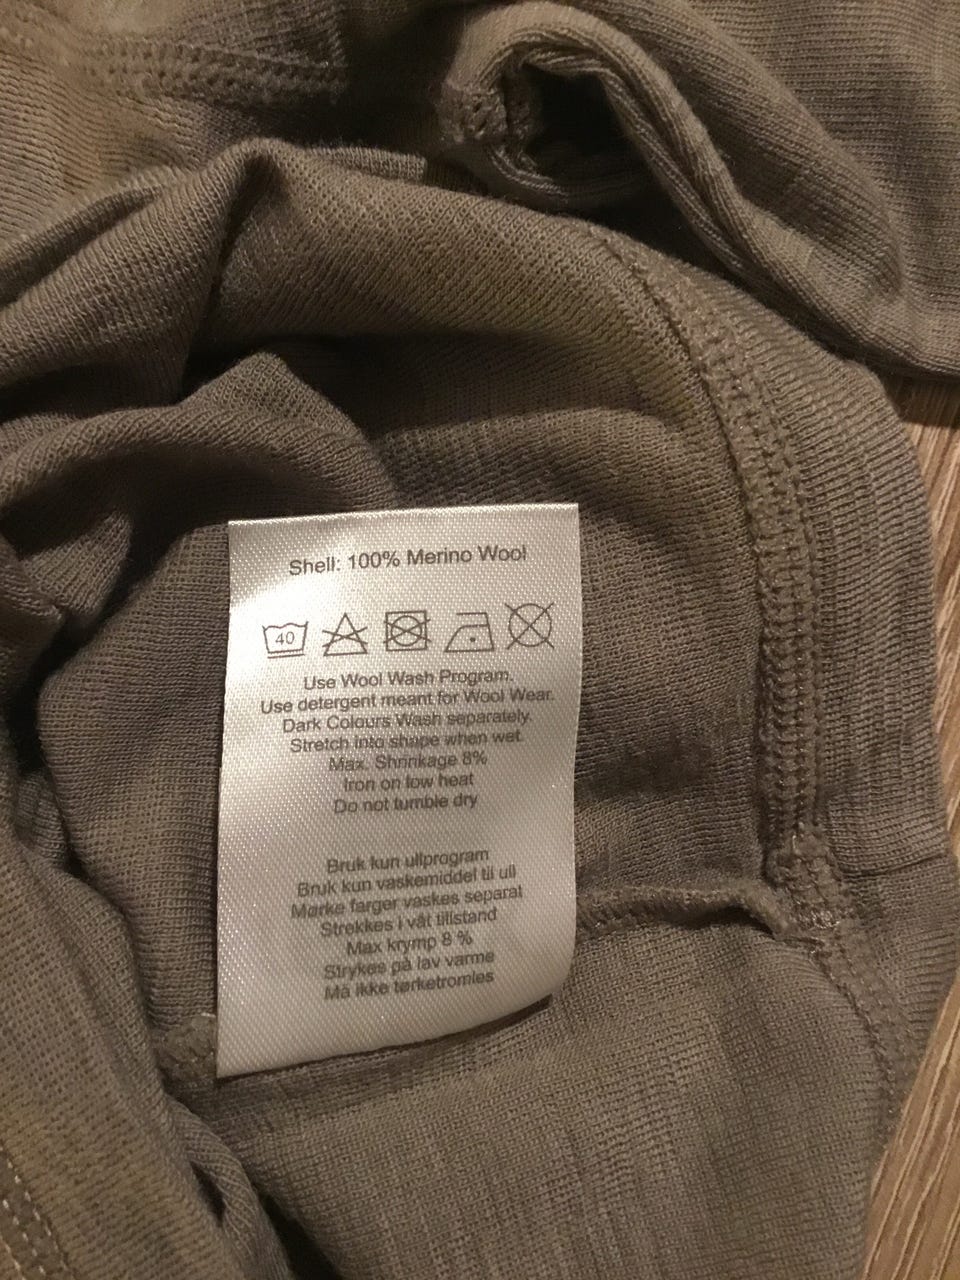 Shell: 100% Merino Wool
40
Use Wool Wash Program.
Use detergent meant for Wool Wear.
Dark Colours Wash separately.
Stretch into shape when wet.
Max. Shrinkage 8%
Iron on low heat
Do not tumble dry
Bruk kun ullprogram
Bruk kun vaskemiddel til ull
Mørke farger vaskes separat
Strekkes i våt tilstand
Max krymp 8 %
Strykes på lav varme
Må ikke tørketromles